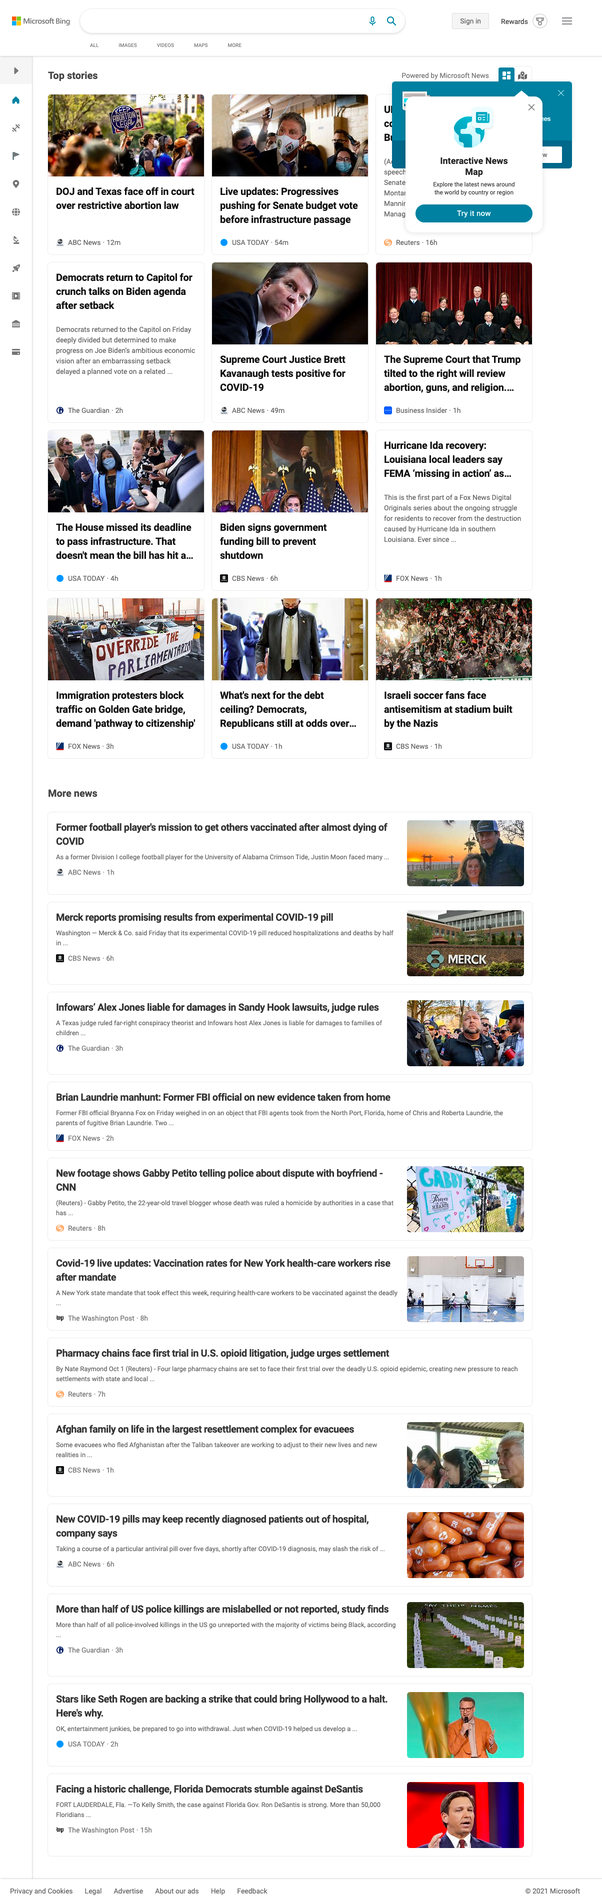 Microsoft Bing
Sign in
Rewards
ALL
IMAGES
VIDEOS
MAPS
MORE
Top stories
Powered by Microsoft News
Interactive News
Map
Explore the latest news around
the world by country or region
Try it now
DOJ and Texas face off in court
over restrictive abortion law
ABC News · 12m
Live updates: Progressives
pushing for Senate budget vote
before infrastructure passage
USA TODAY · 54m
Reuters · 16h
Democrats return to Capitol for
crunch talks on Biden agenda
after setback
Democrats returned to the Capitol on Friday
deeply divided but determined to make
progress on Joe Biden's ambitious economic
vision after an embarrassing setback
delayed a planned vote on a related ...
The Guardian · 2h
Supreme Court Justice Brett
Kavanaugh tests positive for
COVID-19
ABC News · 49m
The Supreme Court that Trump
tilted to the right will review
abortion, guns, and religion....
Business Insider · 1h
The House missed its deadline
to pass infrastructure. That
doesn't mean the bill has hit a...
USA TODAY · 4h
Biden signs government
funding bill to prevent
shutdown
CBS News · 6h
Hurricane Ida recovery:
Louisiana local leaders say
FEMA 'missing in action' as...
This is the first part of a Fox News Digital
Originals series about the ongoing struggle
for residents to recover from the destruction
caused by Hurricane Ida in southern
Louisiana. Ever since ...
FOX News · 1h
OVERRIDE THE
PARLIAMENTARIAN
Immigration protesters block
traffic on Golden Gate bridge,
demand 'pathway to citizenship'
FOX News · 3h
What's next for the debt
ceiling? Democrats,
Republicans still at odds over...
USA TODAY · 1h
Israeli soccer fans face
antisemitism at stadium built
by the Nazis
CBS News · 1h
More news
Former football player's mission to get others vaccinated after almost dying of
COVID
As a former Division I college football player for the University of Alabama Crimson Tide, Justin Moon faced many ...
ABC News · 1h
Merck reports promising results from experimental COVID-19 pill
Washington — Merck & Co. said Friday that its experimental COVID-19 pill reduced hospitalizations and deaths by half
in ...
CBS News · 6h
MERCK
Infowars' Alex Jones liable for damages in Sandy Hook lawsuits, judge rules
A Texas judge ruled far-right conspiracy theorist and Infowars host Alex Jones is liable for damages to families of
children ...
The Guardian · 3h
Brian Laundrie manhunt: Former FBI official on new evidence taken from home
Former FBI official Bryanna Fox on Friday weighed in on an object that FBI agents took from the North Port, Florida, home of Chris and Roberta Laundrie, the
parents of fugitive Brian Laundrie. Two ...
FOX News · 2h
New footage shows Gabby Petito telling police about dispute with boyfriend -
CNN
(Reuters) - Gabby Petito, the 22-year-old travel blogger whose death was ruled a homicide by authorities in a case that
has ...
Reuters · 8h
GABBY
Covid-19 live updates: Vaccination rates for New York health-care workers rise
after mandate
A New York state mandate that took effect this week, requiring health-care workers to be vaccinated against the deadly
...
The Washington Post · 8h
Pharmacy chains face first trial in U.S. opioid litigation, judge urges settlement
By Nate Raymond Oct 1 (Reuters) - Four large pharmacy chains are set to face their first trial over the deadly U.S. opioid epidemic, creating new pressure to reach
settlements with state and local ...
Reuters · 7h
Afghan family on life in the largest resettlement complex for evacuees
Some evacuees who fled Afghanistan after the Taliban takeover are working to adjust to their new lives and new
realities in ...
CBS News · 1h
New COVID-19 pills may keep recently diagnosed patients out of hospital,
company says
Taking a course of a particular antiviral pill over five days, shortly after COVID-19 diagnosis, may slash the risk of ...
ABC News · 6h
More than half of US police killings are mislabelled or not reported, study finds
More than half of all police-involved killings in the US go unreported with the majority of victims being Black, according
...
The Guardian · 3h
SAY THEIR NAMES
Stars like Seth Rogen are backing a strike that could bring Hollywood to a halt.
Here's why.
OK, entertainment junkies, be prepared to go into withdrawal. Just when COVID-19 helped us develop a ...
USA TODAY · 2h
Facing a historic challenge, Florida Democrats stumble against DeSantis
FORT LAUDERDALE, Fla. —To Kelly Smith, the case against Florida Gov. Ron DeSantis is strong. More than 50,000
Floridians ...
The Washington Post · 15h
Privacy and Cookies
Legal
Advertise
About our ads
Help
Feedback
© 2021 Microsoft